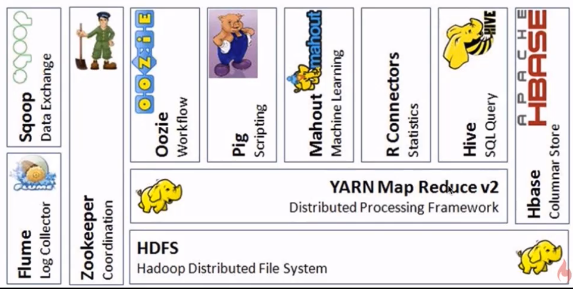 Sqoop
Data Exchange
Flume
Log Collector
Zookeeper
Coordination
OOZIE
Oozie
Workflow
Pig
Scripting
mahout
Mahout
Machine Learning
R Connectors
Statistics
HIVE
Hive
SQL Query
APACHE
HBASE
Hbase
Columnar Store
YARN Map Reduce v2
Distributed Processing Framework
HDFS
Hadoop Distributed File System